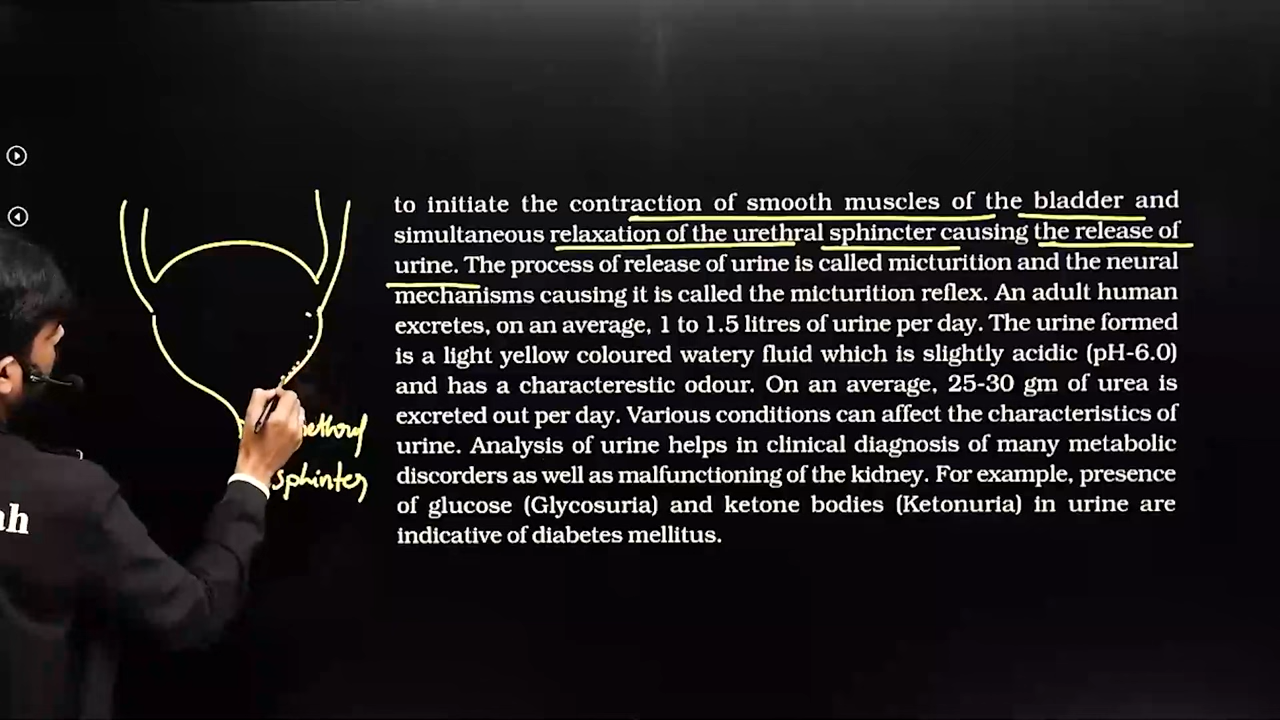 to initiate the contraction of smooth muscles of the bladder and
simultaneous relaxation of the urethral sphincter causing the release of
urine. The process of release of urine is called micturition and the neural
mechanisms causing it is called the micturition reflex. An adult human
excretes, on an average, 1 to 1.5 litres of urine per day. The urine formed
is a light yellow coloured watery fluid which is slightly acidic (pH-6.0)
and has a characterestic odour. On an average, 25-30 gm of urea is
excreted out per day. Various conditions can affect the characteristics of
urine. Analysis of urine helps in clinical diagnosis of many metabolic
disorders as well as malfunctioning of the kidney. For example, presence
of glucose (Glycosuria) and ketone bodies (Ketonuria) in urine are
indicative of diabetes mellitus.
sphinter
ah